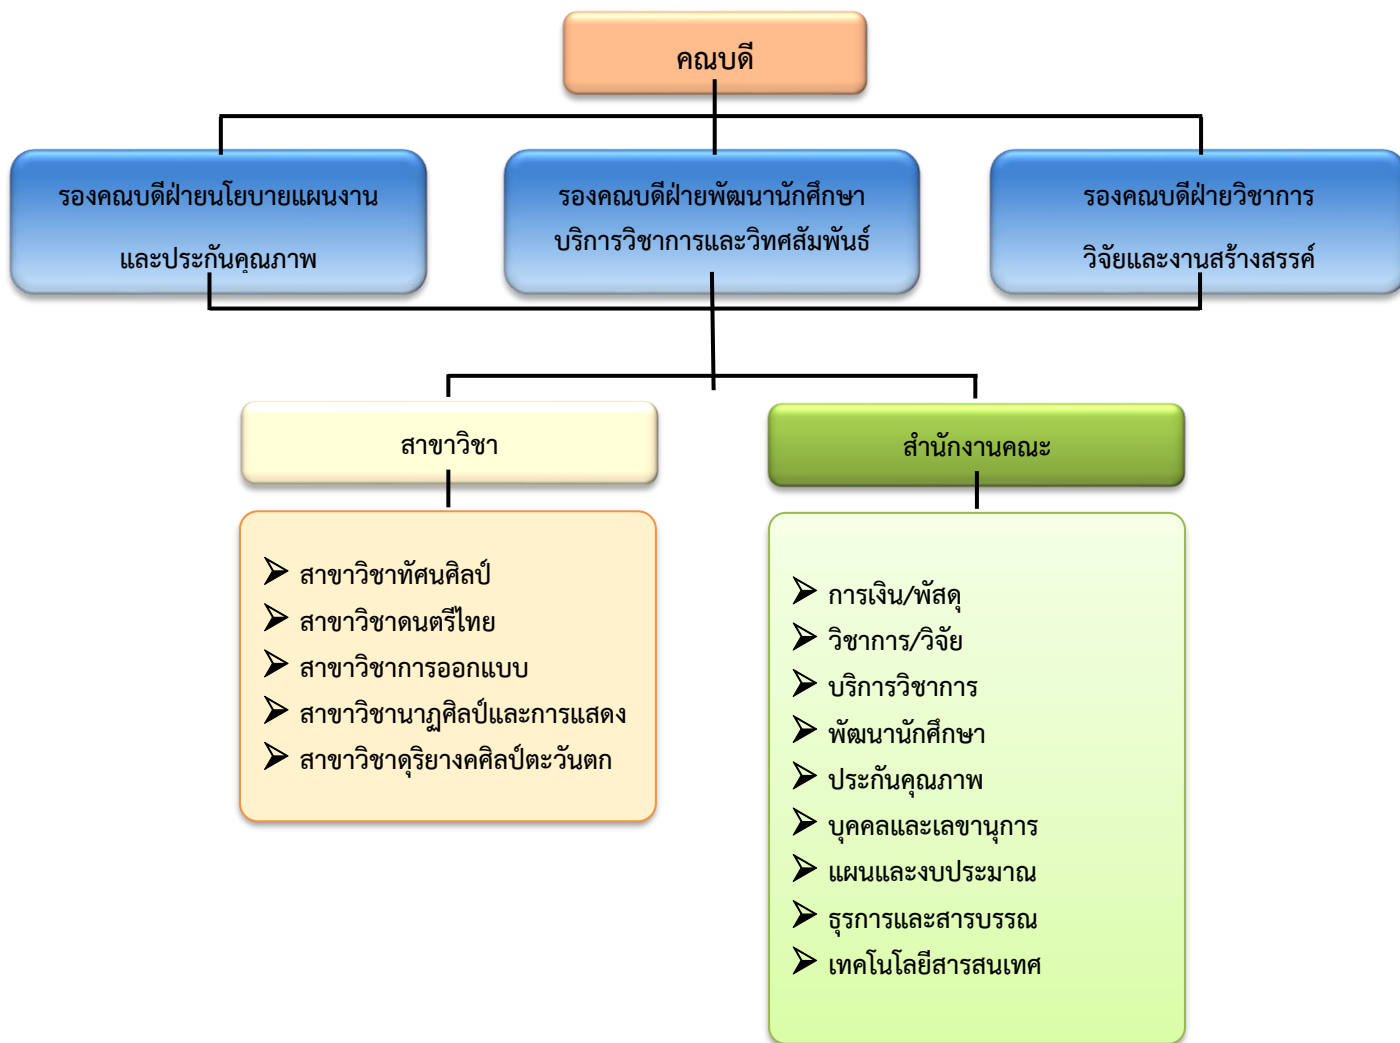 คณบดี
รองคณบดีฝ่ายนโยบายแผนงาน
และประกันคุณภาพ
รองคณบดีฝ่ายพัฒนานักศึกษา
บริการวิชาการและวิทศสัมพันธ์
รองคณบดีฝ่ายวิชาการ
วิจัยและงานสร้างสรรค์
สาขาวิชา
สาขาวิชาทัศนศิลป์
สาขาวิชาดนตรีไทย
สาขาวิชาการออกแบบ
สาขาวิชานาฏศิลป์และการแสดง
สาขาวิชาดุริยางคศิลป์ตะวันตก
สำนักงานคณะ
การเงิน/พัสดุ
วิชาการ/วิจัย
บริการวิชาการ
พัฒนานักศึกษา
ประกันคุณภาพ
บุคคลและเลขานุการ
แผนและงบประมาณ
ธุรการและสารบรรณ
เทคโนโลยีสารสนเทศ